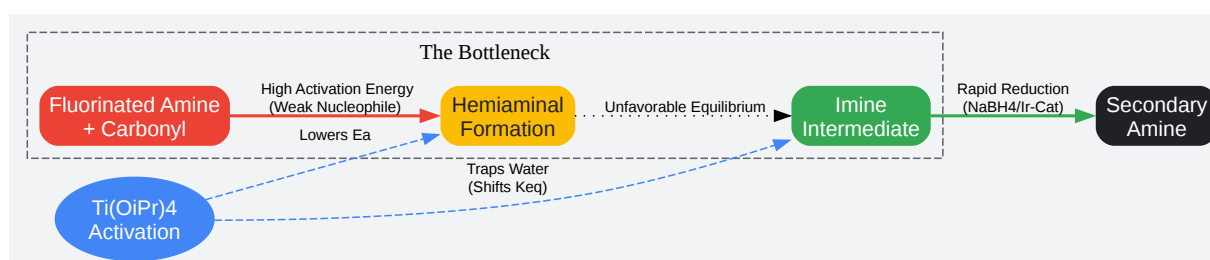 The Bottleneck
Fluorinated Amine
+ Carbonyl
High Activation Energy
(Weak Nucleophile)
Lowers Ea
Hemiaminal
Formation
Unfavorable Equilibrium
Imine
Intermediate
Rapid Reduction
(NaBH4/Ir-Cat)
Secondary
Amine
Traps Water
(Shifts Keq)
Ti(OiPr)4
Activation